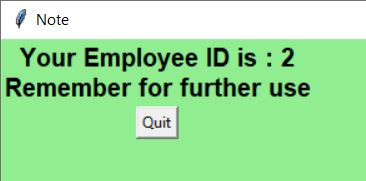 Note
Your Employee ID is : 2
Remember for further use
Quit